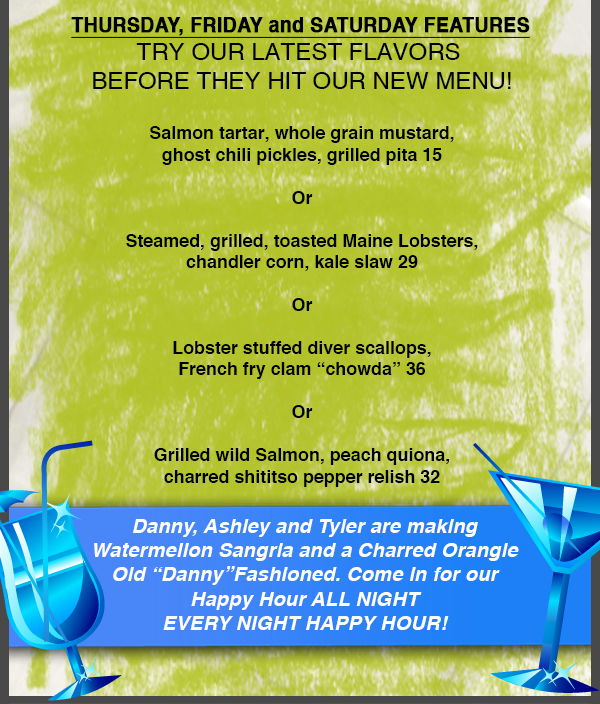 THURSDAY, FRIDAY and SATURDAY FEATURES
TRY OUR LATEST FLAVORS
BEFORE THEY HIT OUR NEW MENU!
Salmon tartar, whole grain mustard,
ghost chili pickles, grilled pita 15
Or
Steamed, grilled, toasted Maine Lobsters,
chandler corn, kale slaw 29
Or
Lobster stuffed diver scallops,
French fry clam “chowda” 36
Or
Grilled wild Salmon, peach quiona,
charred shititso pepper relish 32
Danny, Ashley and Tyler are making
Watermelion Sangria and a Charred Orangie
Old “Danny”Fashioned. Come in for our
Happy Hour ALL NIGHT
EVERY NIGHT HAPPY HOUR!